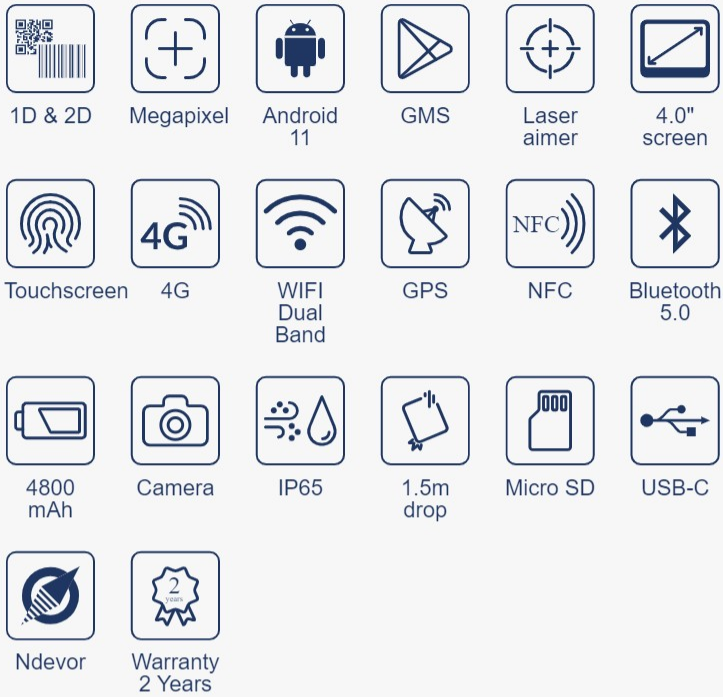 1D & 2D
Megapixel
Android
11
GMS
Laser
aimer
4.0"
screen
4G
NFC
Touchscreen
4G
WIFI
Dual
Band
GPS
NFC
Bluetooth
5.0
4800
mAh
Camera
IP65
1.5m
drop
Micro SD
USB-C
2
years
Ndevor
Warranty
2 Years